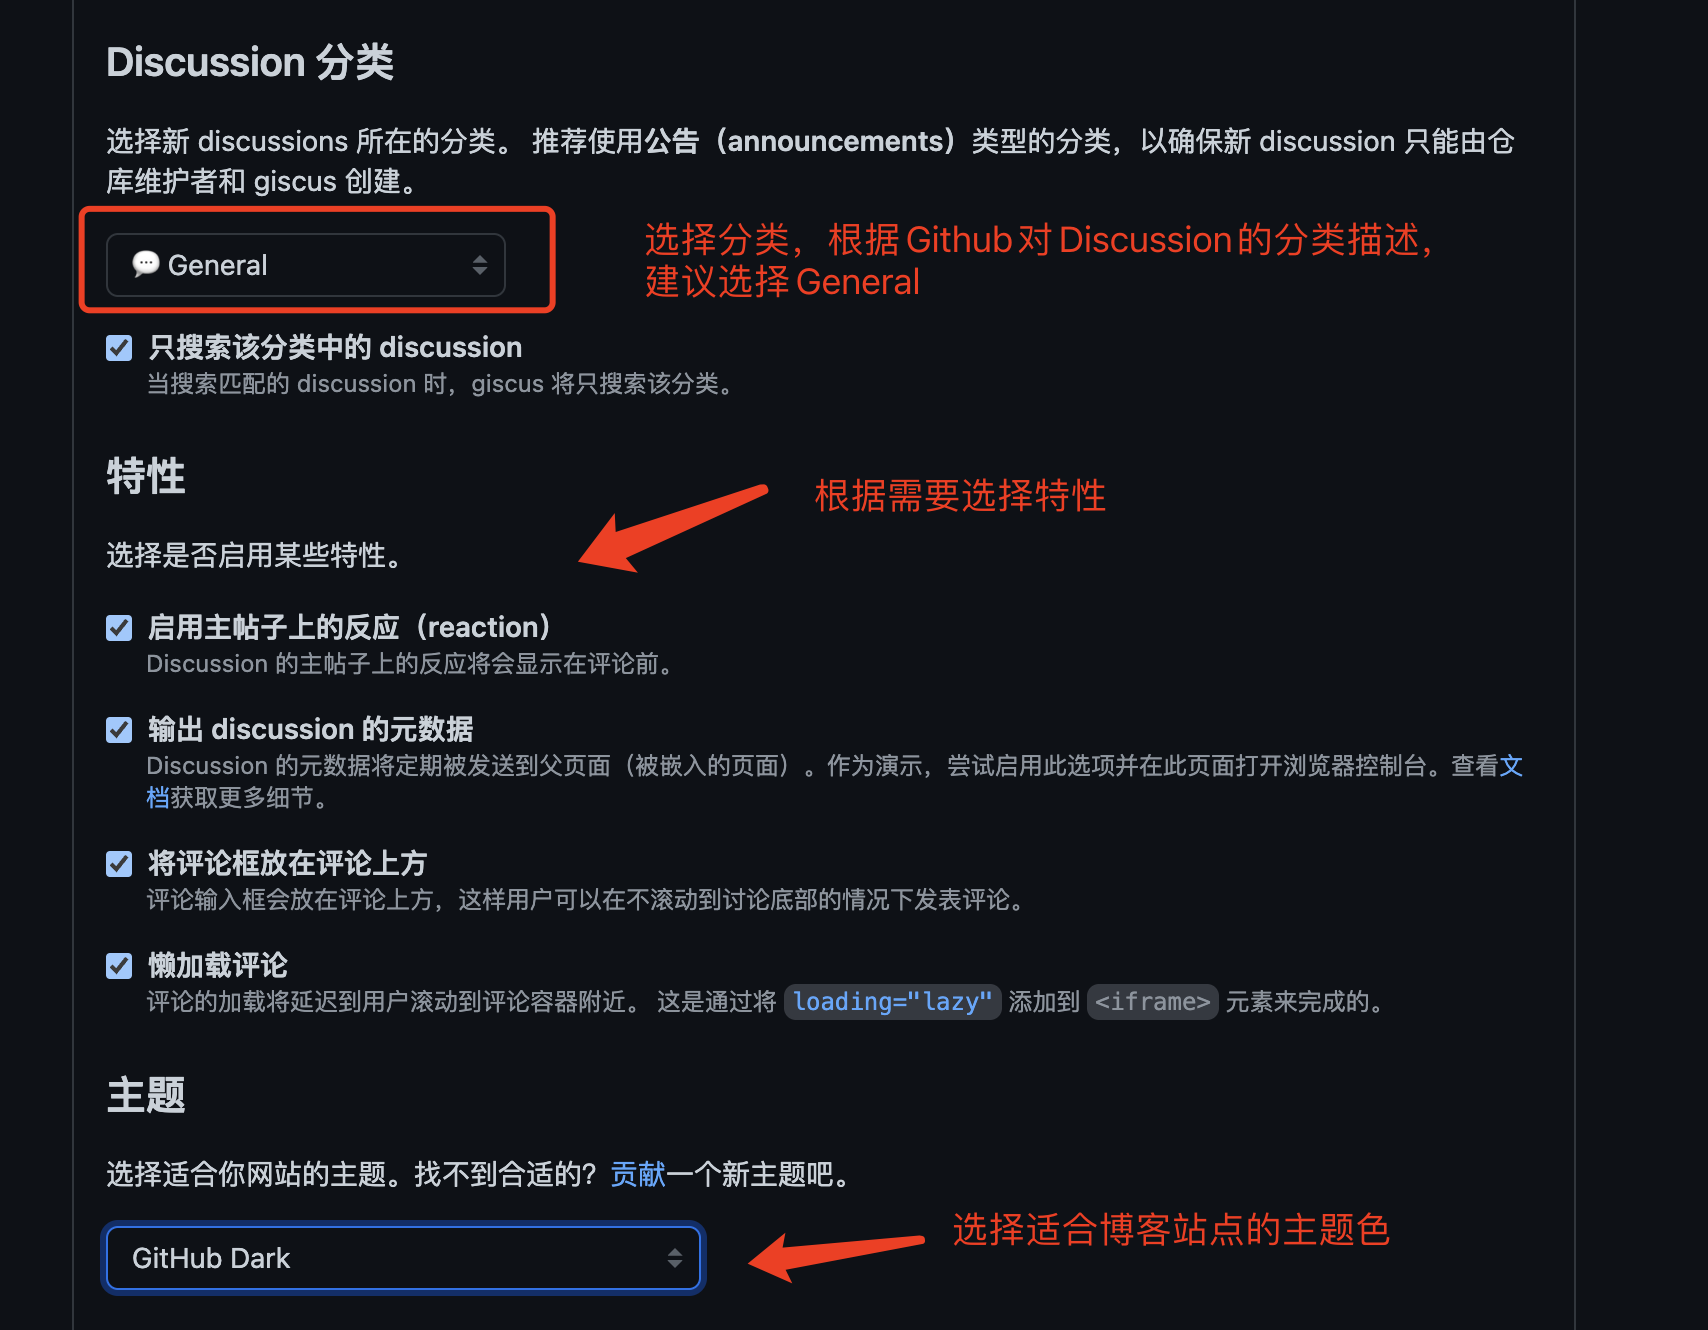 Discussion 分类
选择新 discussions 所在的分类。 推荐使用公告（announcements）类型的分类，以确保新 discussion 只能由仓
库维护者和 giscus 创建。
选择分类，根据Github对Discussion的分类描述，
建议选择General
💬 General
只搜索该分类中的 discussion
当搜索匹配的 discussion 时，giscus 将只搜索该分类。
特性
根据需要选择特性
选择是否启用某些特性。
启用主帖子上的反应（reaction）
Discussion 的主帖子上的反应将会显示在评论前。
输出 discussion 的元数据
Discussion 的元数据将定期被发送到父页面（被嵌入的页面）。作为演示，尝试启用此选项并在此页面打开浏览器控制台。查看文
档获取更多细节。
将评论框放在评论上方
评论输入框会放在评论上方，这样用户可以在不滚动到讨论底部的情况下发表评论。
懒加载评论
评论的加载将延迟到用户滚动到评论容器附近。 这是通过将 loading="lazy" 添加到 <iframe> 元素来完成的。
主题
选择适合你网站的主题。找不到合适的？贡献一个新主题吧。
选择适合博客站点的主题色
GitHub Dark